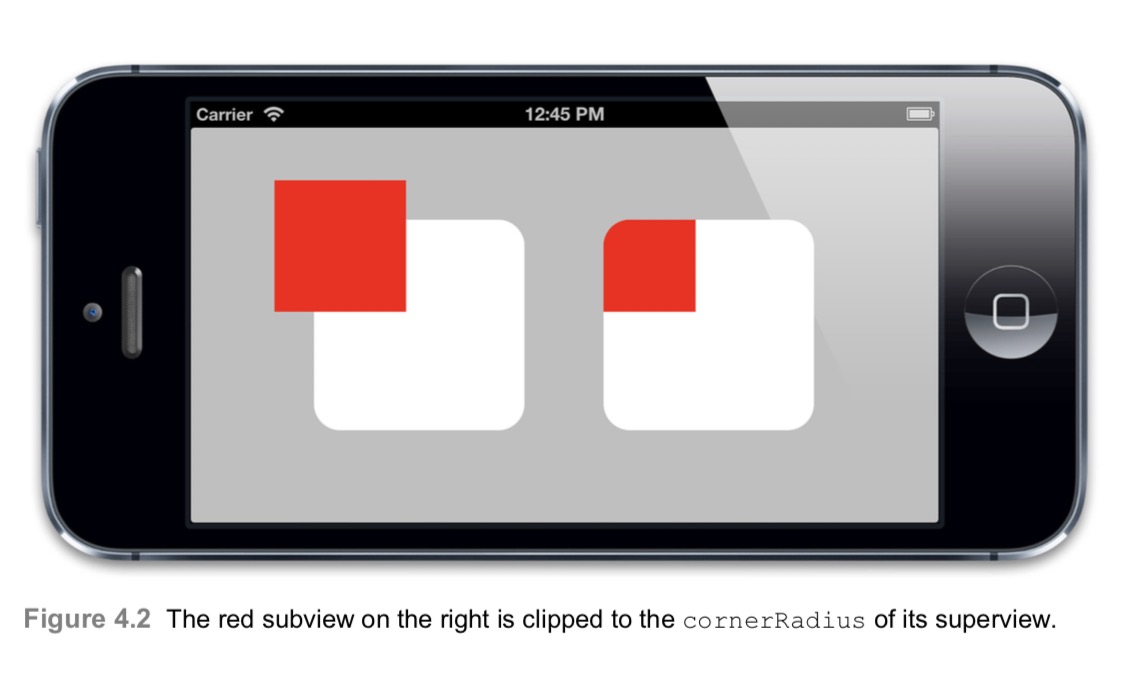 Carrier 12:45 PM
Figure 4.2 The red subview on the right is clipped to the cornerRadius of its superview.